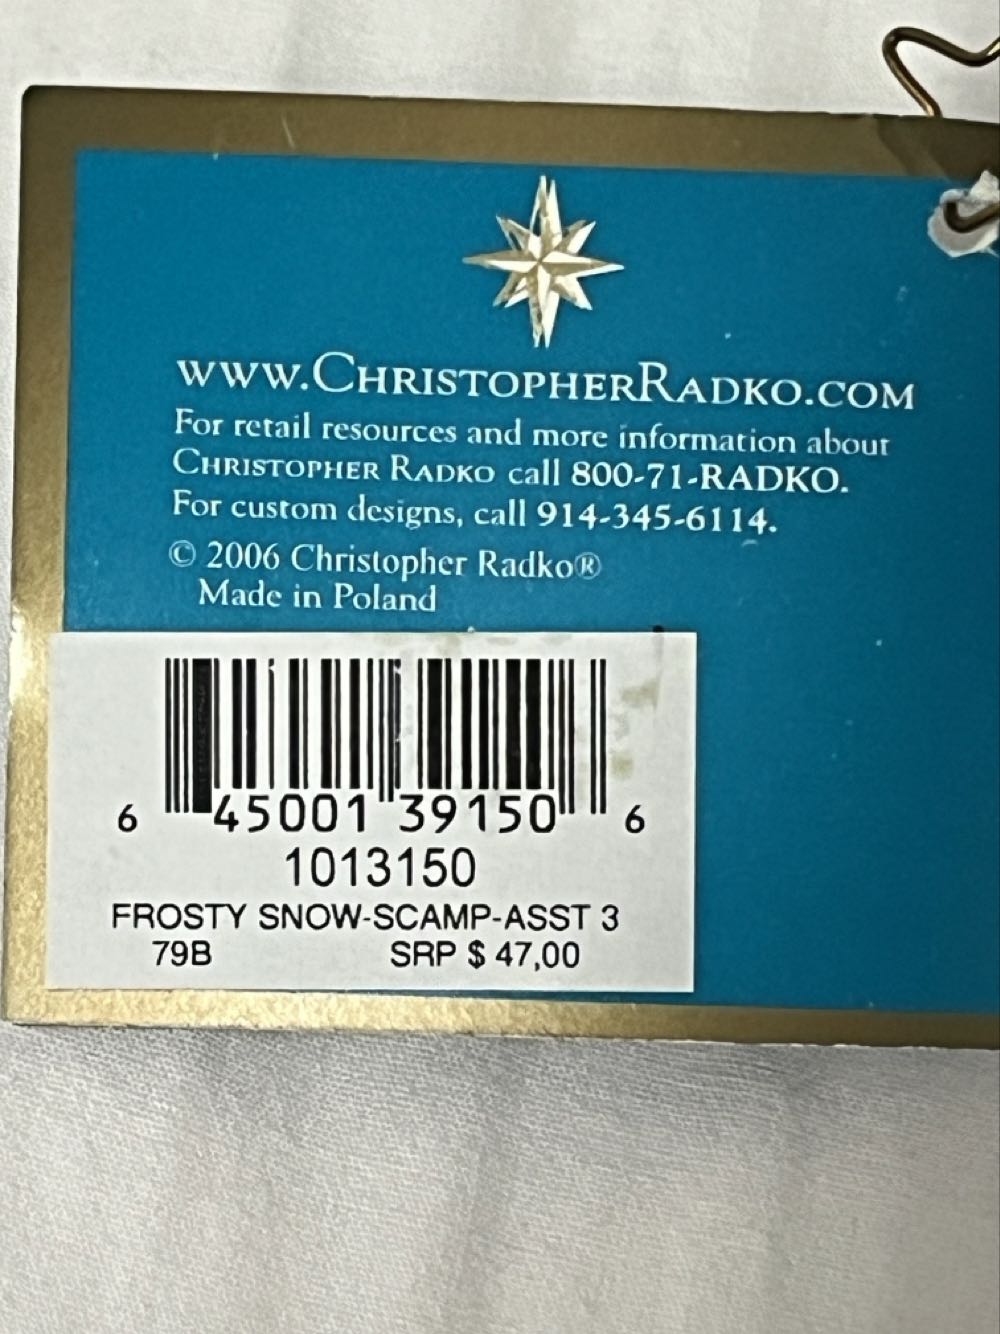 www.ChristopherRadko.com
For retail resources and more information about
Christopher Radko call 800-71-RADKO.
For custom designs, call 914-345-6114.
© 2006 Christopher Radko®
Made in Poland
6 45001 39150 6
1013150
FROSTY SNOW-SCAMP-ASST 3
79B SRP $ 47,00